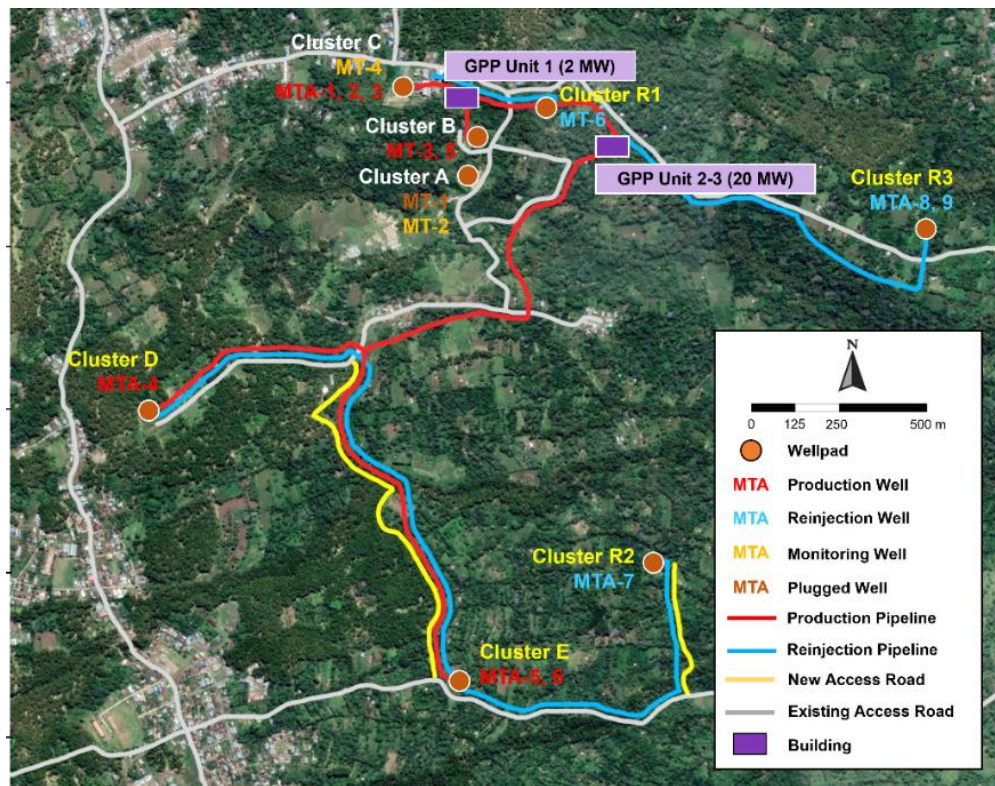 Cluster C
MT-4
MTA-1, 2, 3
GPP Unit 1 (2 MW)
Cluster R1
MT-6
Cluster B
MT-3, 5
Cluster A
MT-1
MT-2
GPP Unit 2-3 (20 MW)
Cluster R3
MTA-8, 9
Cluster D
MTA-4
Cluster R2
MTA-7
Cluster E
MTA-5, 6
N
0 125 250 500 m
Wellpad
MTA Production Well
MTA Reinjection Well
MTA Monitoring Well
MTA Plugged Well
Production Pipeline
Reinjection Pipeline
New Access Road
Existing Access Road
Building